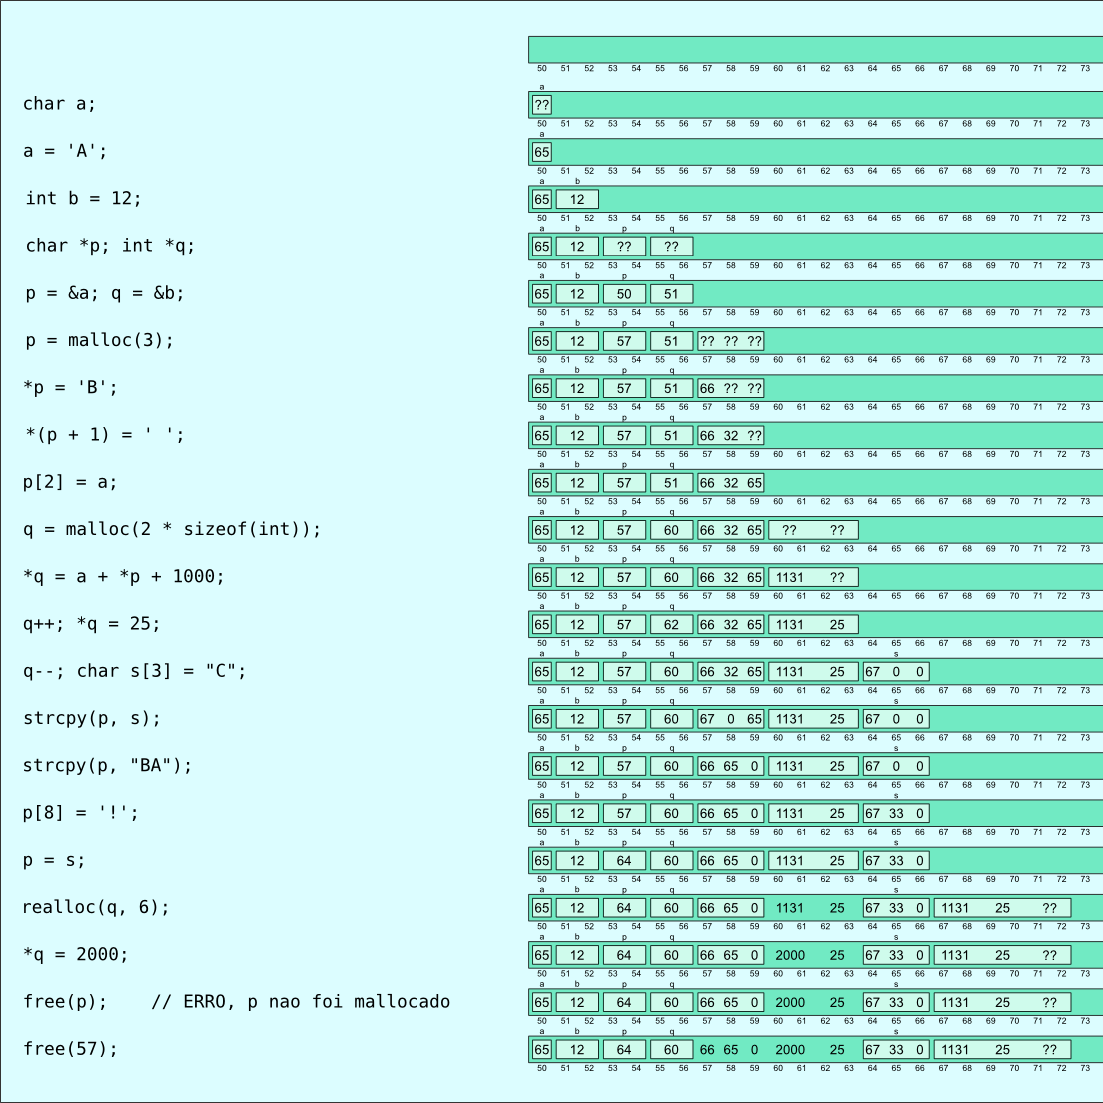 50 51 52 53 54 55 56 57 58 59 60 61 62 63 64 65 66 67 68 69 70 71 72 73
a
char a; ??
50 51 52 53 54 55 56 57 58 59 60 61 62 63 64 65 66 67 68 69 70 71 72 73
a
a = 'A'; 65
50 51 52 53 54 55 56 57 58 59 60 61 62 63 64 65 66 67 68 69 70 71 72 73
a b
int b = 12; 65 12
50 51 52 53 54 55 56 57 58 59 60 61 62 63 64 65 66 67 68 69 70 71 72 73
a b p q
char *p; int *q; 65 12 ?? ??
50 51 52 53 54 55 56 57 58 59 60 61 62 63 64 65 66 67 68 69 70 71 72 73
a b p q
p = &a; q = &b; 65 12 50 51
50 51 52 53 54 55 56 57 58 59 60 61 62 63 64 65 66 67 68 69 70 71 72 73
a b p q
p = malloc(3); 65 12 57 51 ?? ?? ??
50 51 52 53 54 55 56 57 58 59 60 61 62 63 64 65 66 67 68 69 70 71 72 73
a b p q
*p = 'B'; 65 12 57 51 66 ?? ??
50 51 52 53 54 55 56 57 58 59 60 61 62 63 64 65 66 67 68 69 70 71 72 73
a b p q
*(p + 1) = ' '; 65 12 57 51 66 32 ??
50 51 52 53 54 55 56 57 58 59 60 61 62 63 64 65 66 67 68 69 70 71 72 73
a b p q
p[2] = a; 65 12 57 51 66 32 65
50 51 52 53 54 55 56 57 58 59 60 61 62 63 64 65 66 67 68 69 70 71 72 73
a b p q
q = malloc(2 * sizeof(int)); 65 12 57 60 66 32 65 ?? ??
50 51 52 53 54 55 56 57 58 59 60 61 62 63 64 65 66 67 68 69 70 71 72 73
a b p q
*q = a + *p + 1000; 65 12 57 60 66 32 65 1131 ??
50 51 52 53 54 55 56 57 58 59 60 61 62 63 64 65 66 67 68 69 70 71 72 73
a b p q
q++; *q = 25; 65 12 57 62 66 32 65 1131 25
50 51 52 53 54 55 56 57 58 59 60 61 62 63 64 65 66 67 68 69 70 71 72 73
a b p q s
q--; char s[3] = "C"; 65 12 57 60 66 32 65 1131 25 67 0 0
50 51 52 53 54 55 56 57 58 59 60 61 62 63 64 65 66 67 68 69 70 71 72 73
a b p q s
strcpy(p, s); 65 12 57 60 67 0 65 1131 25 67 0 0
50 51 52 53 54 55 56 57 58 59 60 61 62 63 64 65 66 67 68 69 70 71 72 73
a b p q s
strcpy(p, "BA"); 65 12 57 60 66 65 0 1131 25 67 0 0
50 51 52 53 54 55 56 57 58 59 60 61 62 63 64 65 66 67 68 69 70 71 72 73
a b p q s
p[8] = '!'; 65 12 57 60 66 65 0 1131 25 67 33 0
50 51 52 53 54 55 56 57 58 59 60 61 62 63 64 65 66 67 68 69 70 71 72 73
a b p q s
p = s; 65 12 64 60 66 65 0 1131 25 67 33 0
50 51 52 53 54 55 56 57 58 59 60 61 62 63 64 65 66 67 68 69 70 71 72 73
a b p q s
realloc(q, 6); 65 12 64 60 66 65 0 1131 25 67 33 0 1131 25 ??
50 51 52 53 54 55 56 57 58 59 60 61 62 63 64 65 66 67 68 69 70 71 72 73
a b p q s
*q = 2000; 65 12 64 60 66 65 0 2000 25 67 33 0 1131 25 ??
50 51 52 53 54 55 56 57 58 59 60 61 62 63 64 65 66 67 68 69 70 71 72 73
a b p q s
free(p); // ERRO, p nao foi mallocado 65 12 64 60 66 65 0 2000 25 67 33 0 1131 25 ??
50 51 52 53 54 55 56 57 58 59 60 61 62 63 64 65 66 67 68 69 70 71 72 73
a b p q s
free(57); 65 12 64 60 66 65 0 2000 25 67 33 0 1131 25 ??
50 51 52 53 54 55 56 57 58 59 60 61 62 63 64 65 66 67 68 69 70 71 72 73